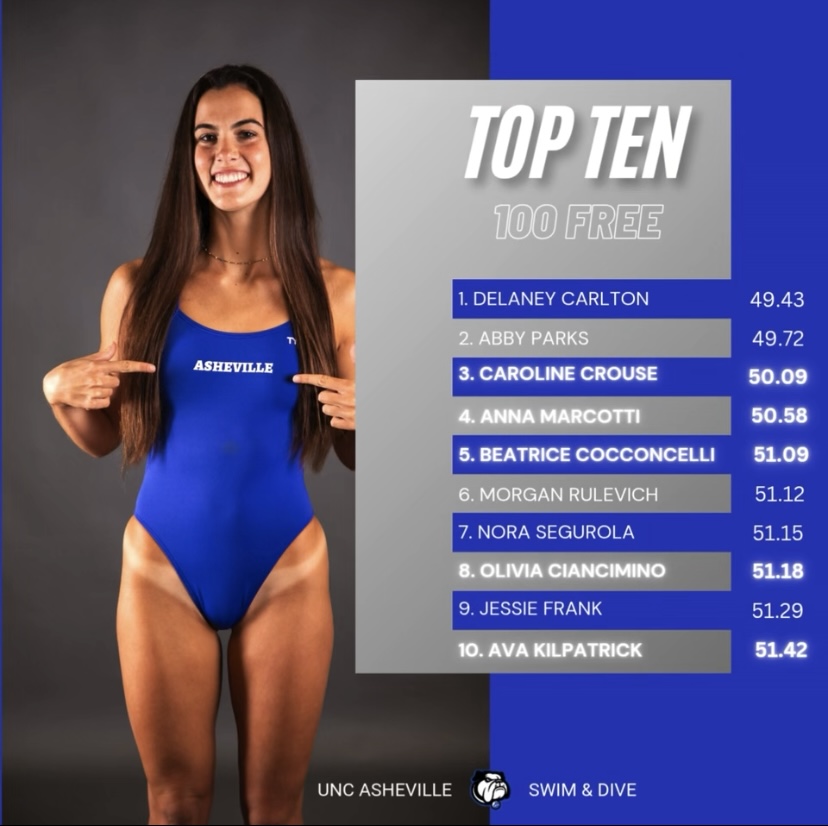 TOP TEN
100 FREE
1. DELANEY CARLTON 49.43
2. ABBY PARKS 49.72
3. CAROLINE CROUSE 50.09
4. ANNA MARCOTTI 50.58
5. BEATRICE COCCONCELLI 51.09
6. MORGAN RULEVICH 51.12
7. NORA SEGUROLA 51.15
8. OLIVIA CIANCIMINO 51.18
9. JESSIE FRANK 51.29
10. AVA KILPATRICK 51.42
ASHEVILLE
UNC ASHEVILLE SWIM & DIVE